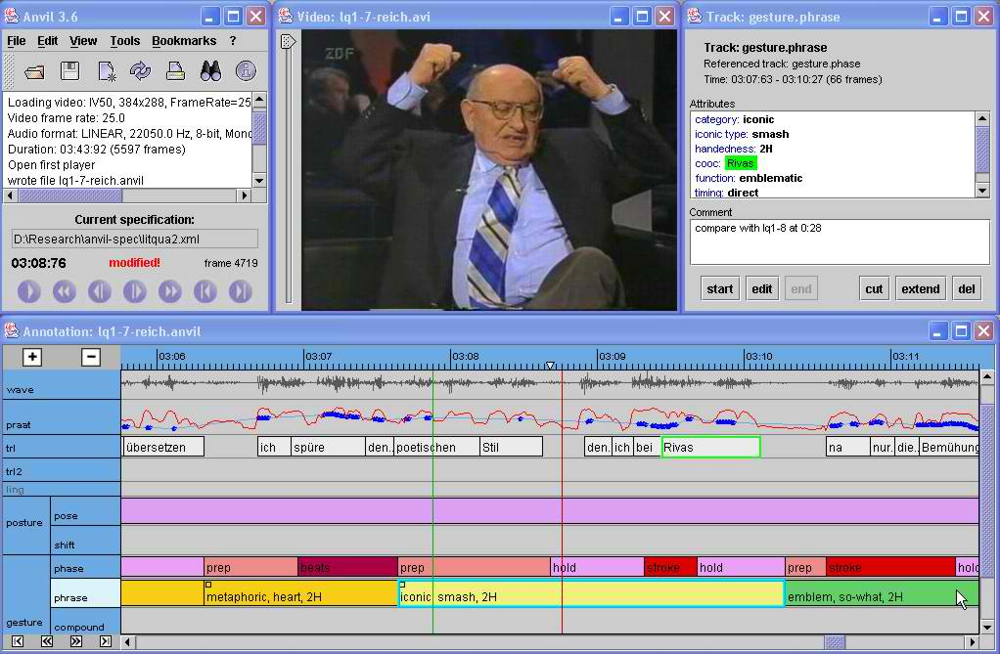 Anvil 3.6
File Edit View Tools Bookmarks ?
Loading video: IV50, 384x288, FrameRate=25
Video frame rate: 25.0
Audio format: LINEAR, 22050.0 Hz, 8-bit, Mono
Duration: 03:43:92 (5597 frames)
Open first player
wrote file lq1-7-reich.anvil
Current specification:
D:\Research\anvil-spec\litqua2.xml
03:08:76 modified! frame 4719
Video: lq1-7-reich.avi
ZDF
Track: gesture.phrase
Track: gesture.phrase
Referenced track: gesture.phase
Time: 03:07:63 - 03:10:27 (66 frames)
Attributes
category: iconic
iconic type: smash
handedness: 2H
cooc: Rivas
function: emblematic
timing: direct
Comment
compare with lq1-8 at 0:28
start edit end cut extend del
Annotation: lq1-7-reich.anvil
+ - 03:06 03:07 03:08 03:09 03:10 03:11
wave
praat
trl übersetzen ich spüre den.. poetischen Stil den.. ich bei Rivas na nur. die.. Bemühung
trl2
ling
posture pose
shift
gesture phase prep beats prep hold stroke hold prep stroke hold
phrase metaphoric, heart, 2H iconic, smash, 2H emblem, so-what, 2H
compound